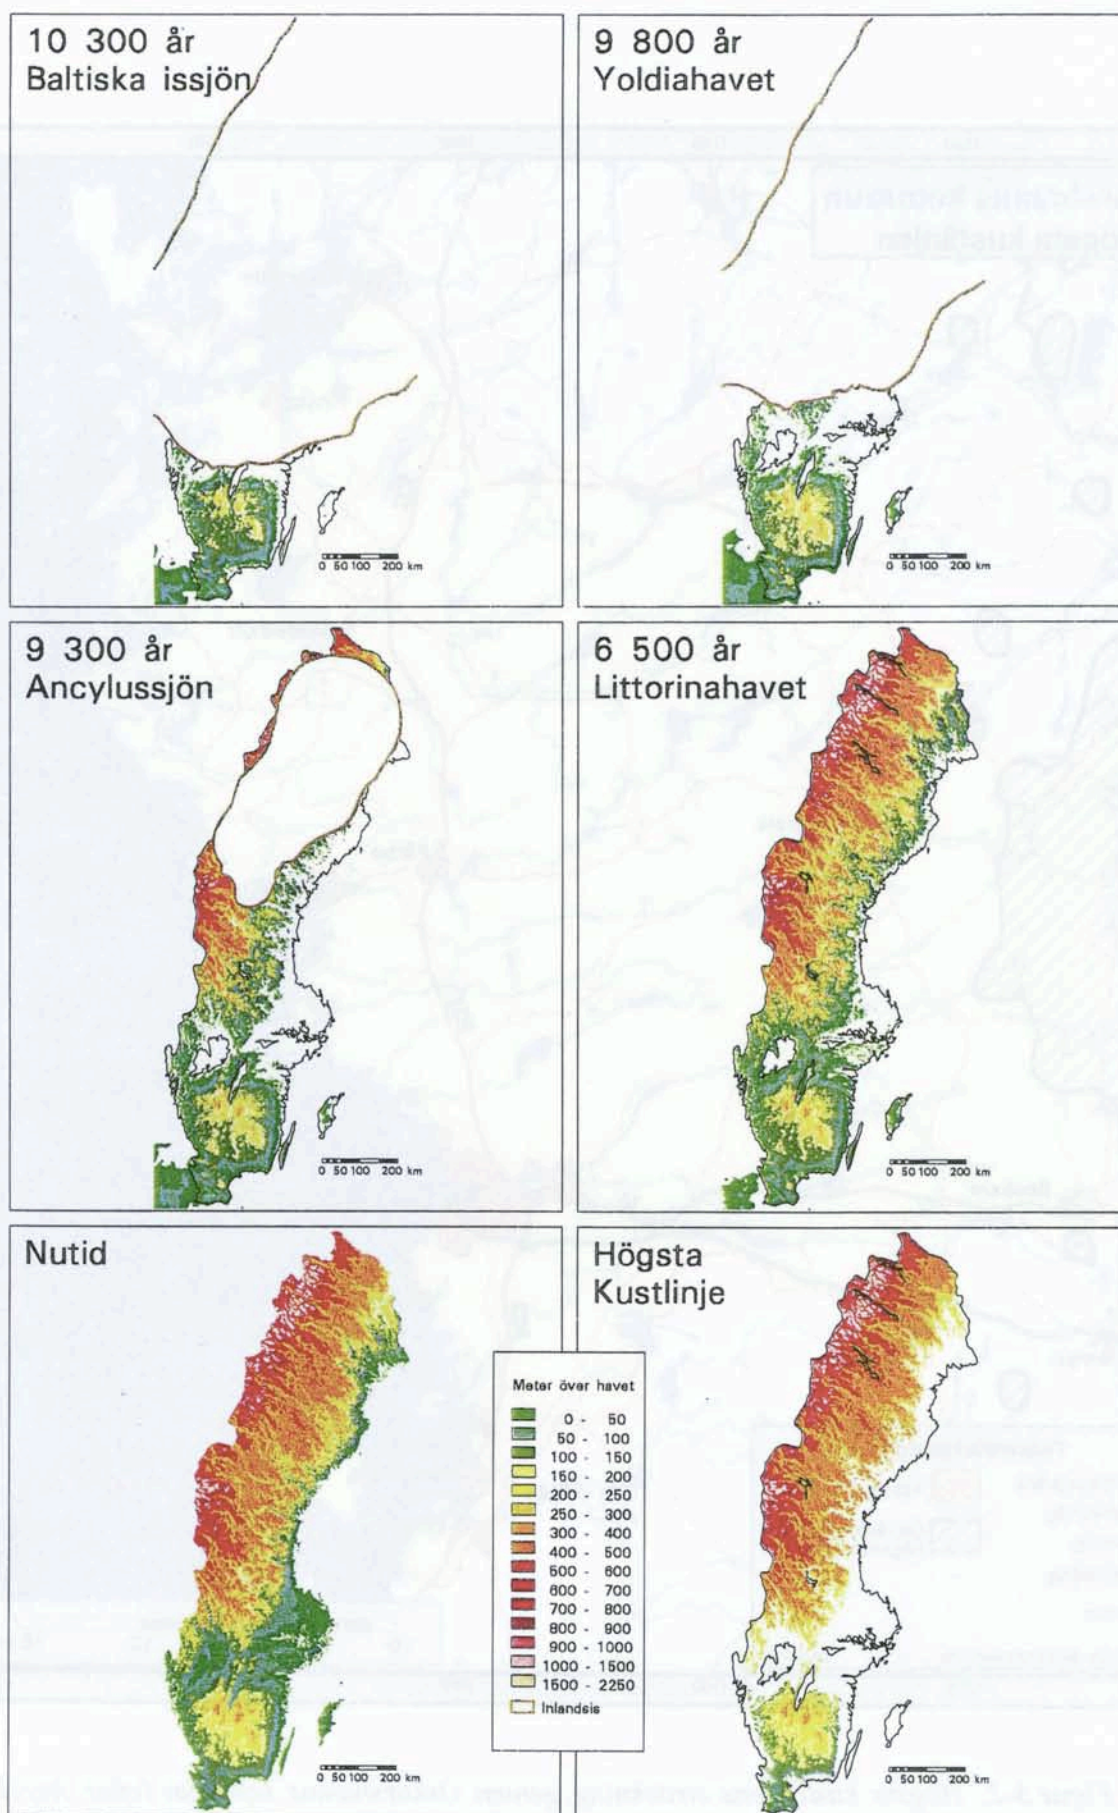 10 300 år
Baltiska issjön
0 50 100 200 km
9 800 år
Yoldiahavet
0 50 100 200 km
9 300 år
Ancylussjön
0 50 100 200 km
6 500 år
Littorinahavet
0 50 100 200 km
Nutid
0 50 100 200 km
Högsta
Kustlinje
0 50 100 200 km
Meter över havet
0 - 50
50 - 100
100 - 150
150 - 200
200 - 250
250 - 300
300 - 400
400 - 500
500 - 600
600 - 700
700 - 800
800 - 900
900 - 1000
1000 - 1500
1500 - 2250
Inlandsis